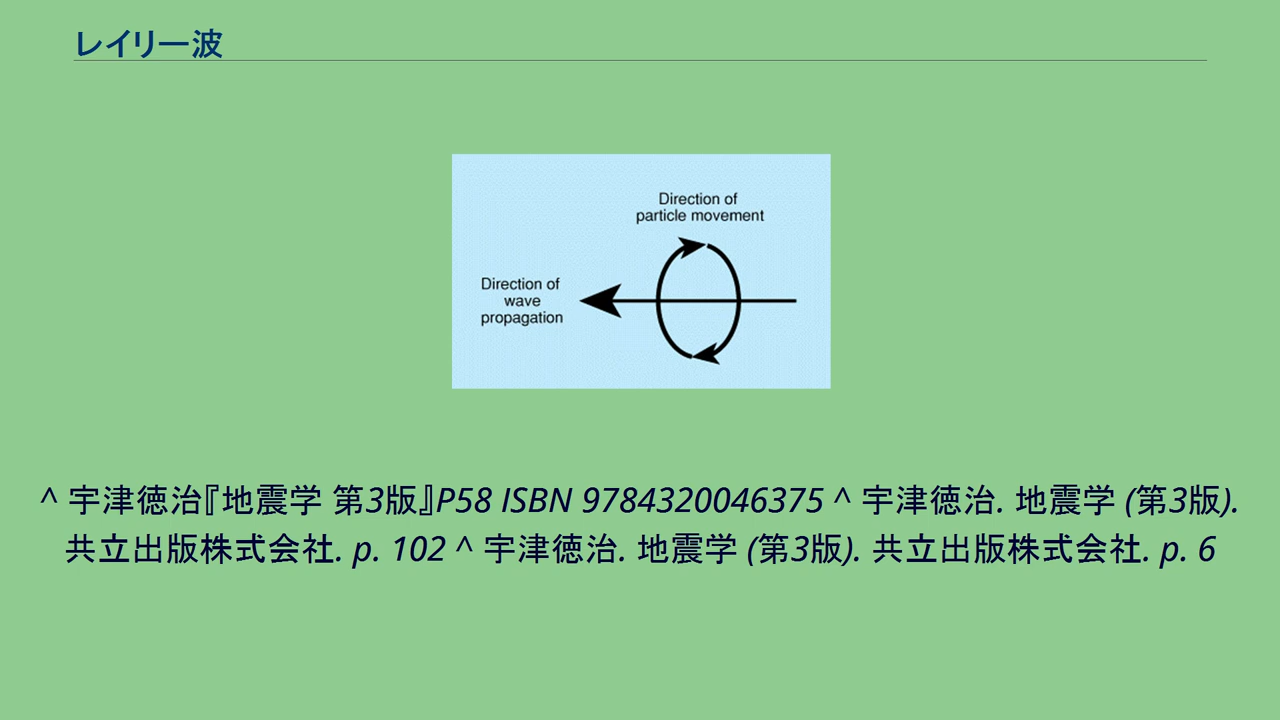 レイリー波
Direction of
particle movement
Direction of
wave
propagation
^ 宇津徳治『地震学 第3版』P58 ISBN 9784320046375 ^ 宇津徳治. 地震学 (第3版).
共立出版株式会社. p. 102 ^ 宇津徳治. 地震学 (第3版). 共立出版株式会社. p. 6